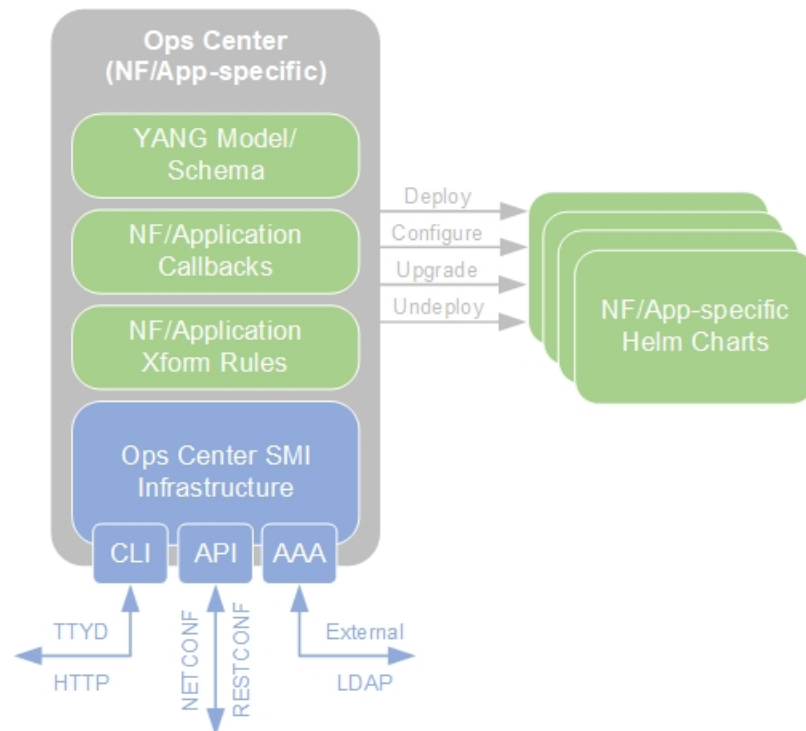 Ops Center
(NF/App-specific)
YANG Model/
Schema
NF/Application
Callbacks
NF/Application
Xform Rules
Ops Center SMI
Infrastructure
CLI
API
AAA
Deploy
Configure
Upgrade
Undeploy
NF/App-specific
Helm Charts
TTYD
HTTP
NETCONF
RESTCONF
External
LDAP